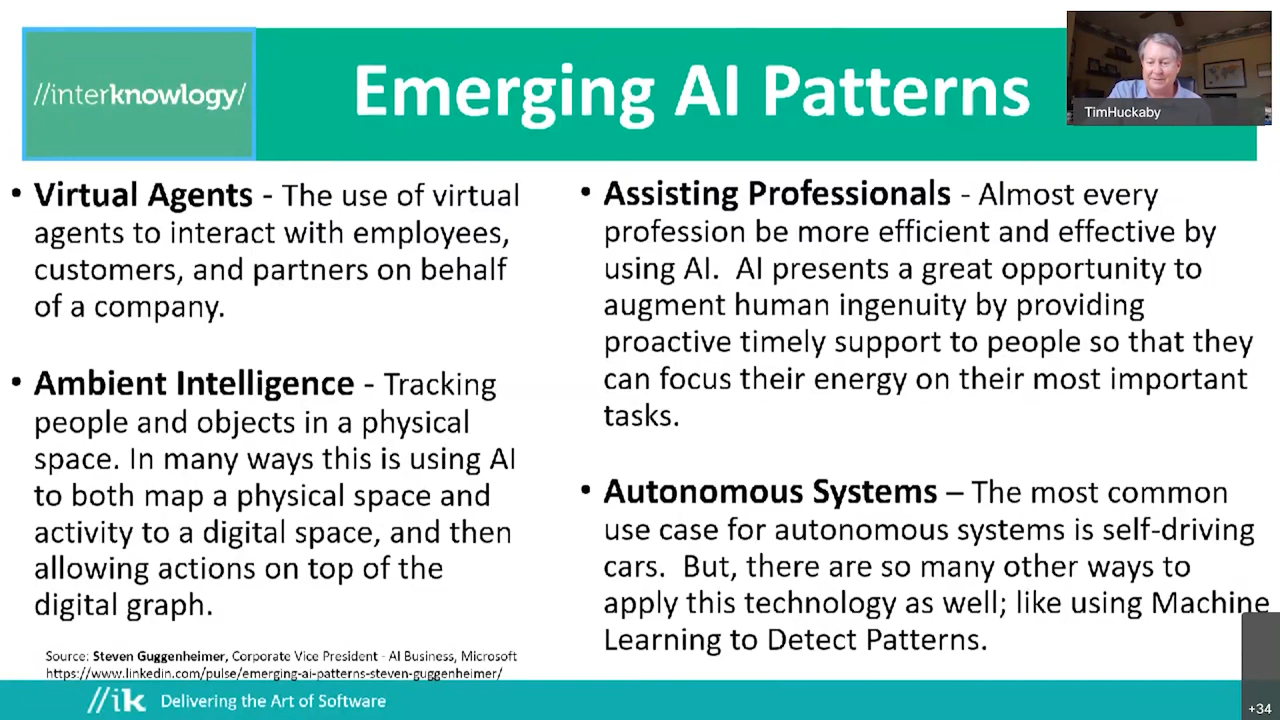 //interknowlogy/
Emerging AI Patterns
TimHuckaby
• Virtual Agents - The use of virtual
agents to interact with employees,
customers, and partners on behalf
of a company.
• Ambient Intelligence - Tracking
people and objects in a physical
space. In many ways this is using AI
to both map a physical space and
activity to a digital space, and then
allowing actions on top of the
digital graph.
• Assisting Professionals - Almost every
profession be more efficient and effective by
using AI.  AI presents a great opportunity to
augment human ingenuity by providing
proactive timely support to people so that they
can focus their energy on their most important
tasks.
• Autonomous Systems – The most common
use case for autonomous systems is self-driving
cars.  But, there are so many other ways to
apply this technology as well; like using Machine
Learning to Detect Patterns.
Source: Steven Guggenheimer, Corporate Vice President - AI Business, Microsoft
https://www.linkedin.com/pulse/emerging-ai-patterns-steven-guggenheimer/
//ik Delivering the Art of Software
+34